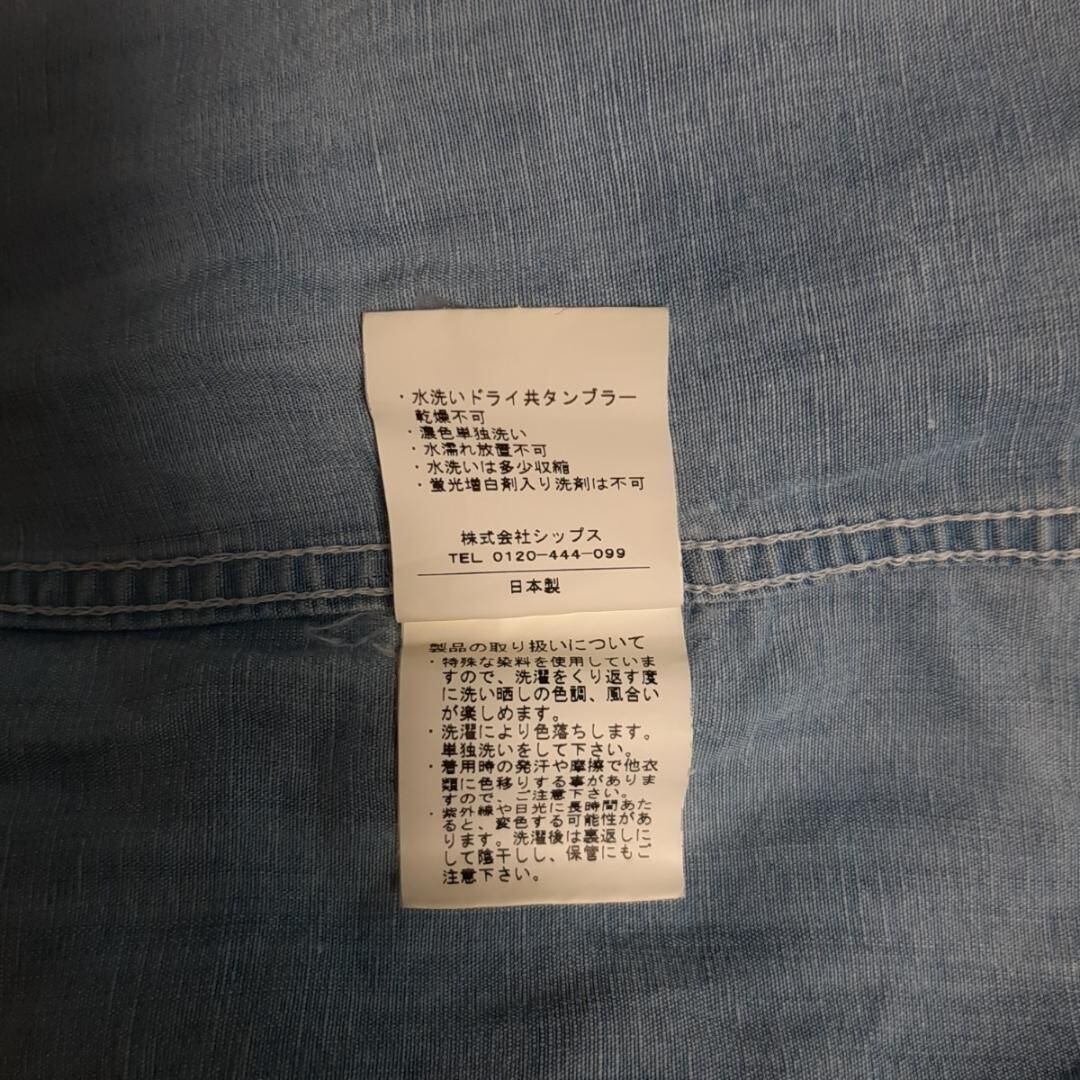 ・水洗いドライ共タンブラー
乾燥不可
・濃色単独洗い
・水濡れ放置不可
・水洗いは多少収縮
・蛍光増白剤入り洗剤は不可
株式会社シップス
TEL 0120-444-099
日本製
製品の取り扱いについて
・特殊な染料を使用していま
すので、洗濯をくり返す度
に洗い晒しの色調、風合い
が楽しめます。
・洗濯により色落ちします。
単独洗いをして下さい。
・着用時の発汗や摩擦で他衣
類に色移りする事がありま
すので、ご注意下さい。
・紫外線や日光に長時間あた
ると、変色する可能性があ
ります。洗濯後は裏返しに
して陰干しし、保管にもご
注意下さい。